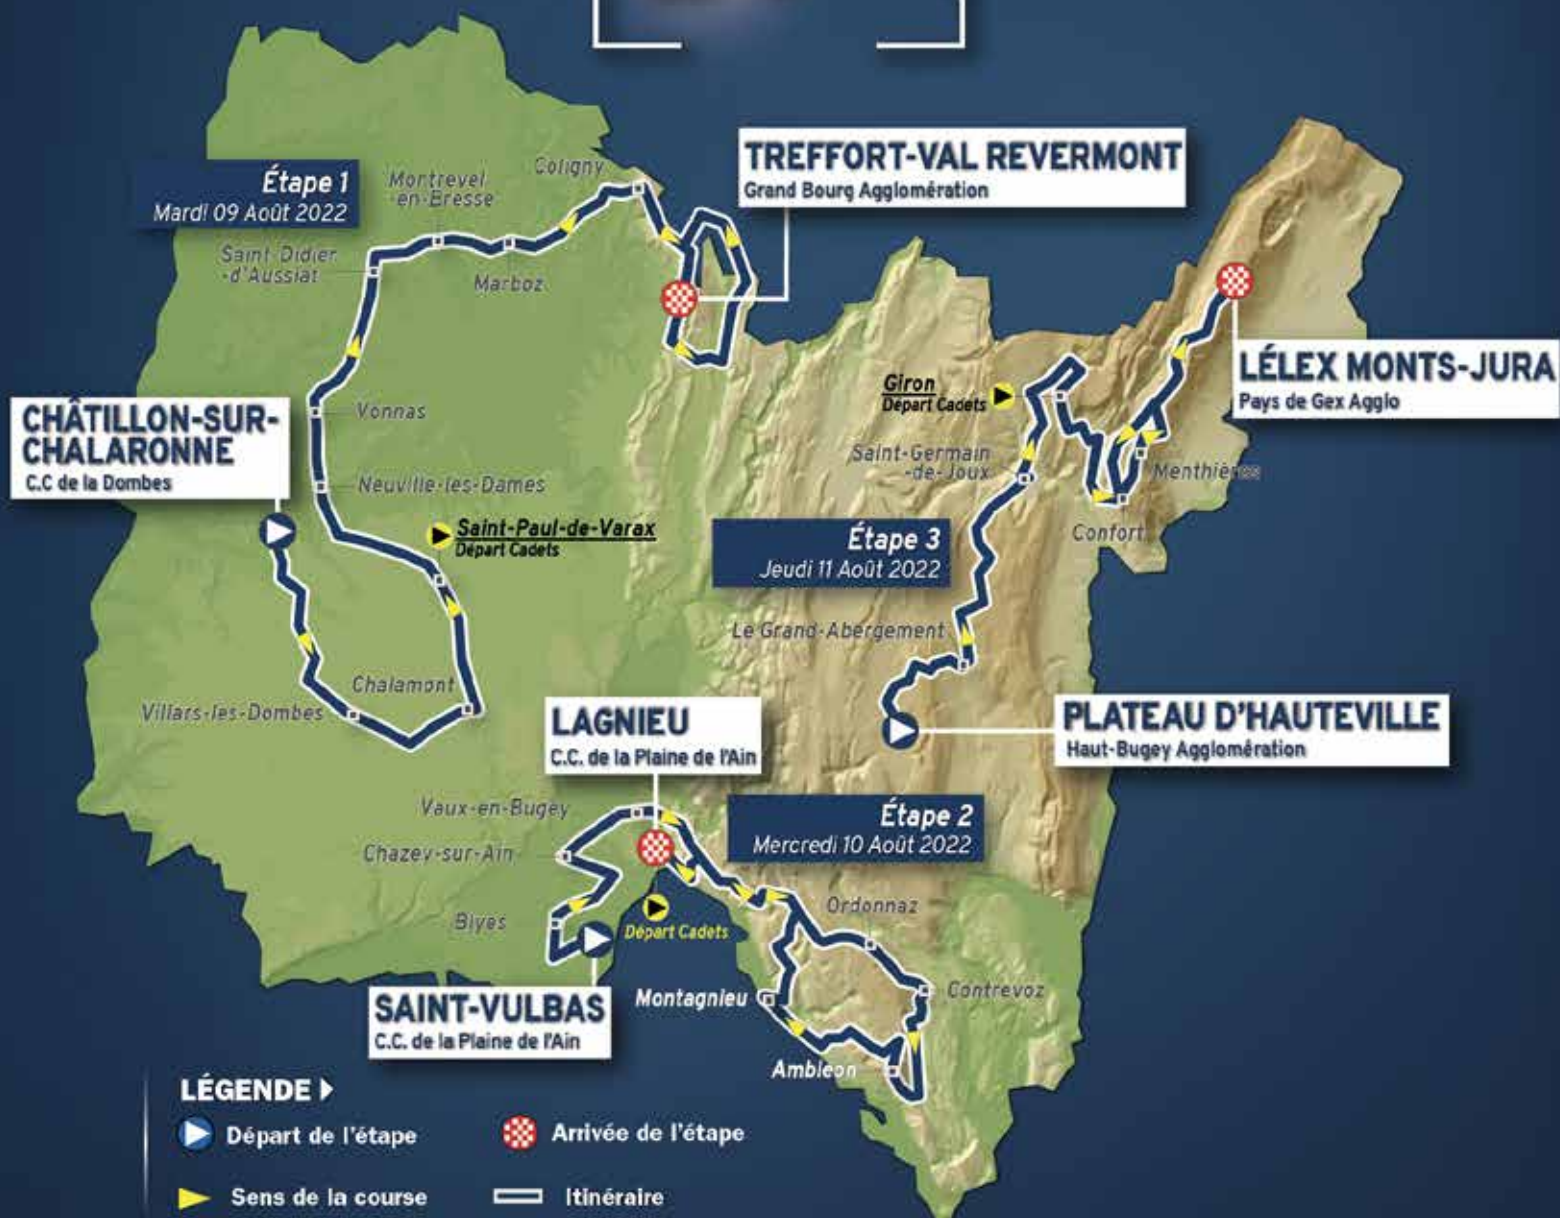 Étape 1
Mardi 09 Août 2022
Montrevel
-en-Bresse
Coligny
TREFFORT-VAL REVERMONT
Grand Bourg Agglomération
Saint-Didier
-d'Aussiat
Marboz
LÉLEX MONTS-JURA
Pays de Gex Agglo
Giron
Départ Cadets
CHÂTILLON-SUR-
CHALARONNE
C.C de la Dombes
Vonnas
Saint-Germain
-de-Joux
Menthières
Neuville-les-Dames
Saint-Paul-de-Varax
Départ Cadets
Étape 3
Jeudi 11 Août 2022
Confort
Le Grand-Abergement
Chalamont
Villars-les-Dombes
LAGNIEU
C.C. de la Plaine de l'Ain
PLATEAU D'HAUTEVILLE
Haut-Bugey Agglomération
Vaux-en-Bugey
Étape 2
Mercredi 10 Août 2022
Chazey-sur-Ain
Ordonnaz
Blyes
Départ Cadets
Contrevoz
Montagnieu
SAINT-VULBAS
C.C. de la Plaine de l'Ain
Ambleon
LÉGENDE
Départ de l'étape
Arrivée de l'étape
Sens de la course
Itinéraire